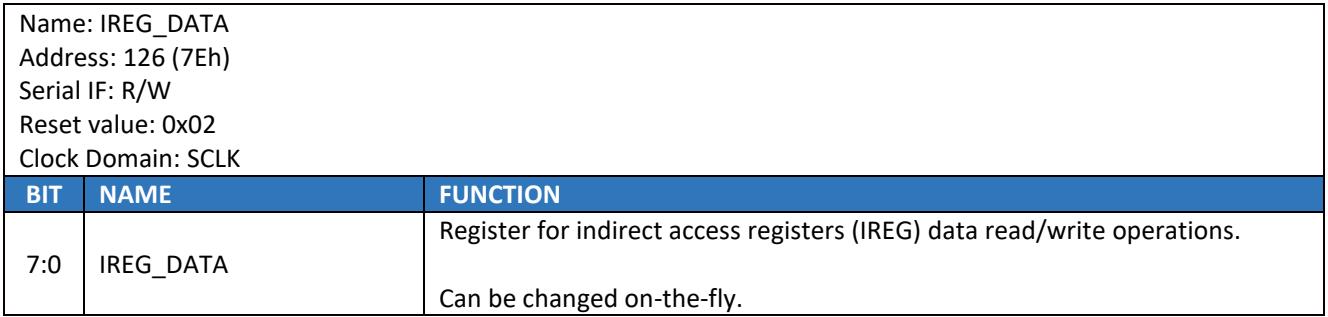 Name: IREG_DATA
Address: 126 (7Eh)
Serial IF: R/W
Reset value: 0x02
Clock Domain: SCLK
BIT NAME FUNCTION
7:0 IREG_DATA Register for indirect access registers (IREG) data read/write operations.
Can be changed on-the-fly.